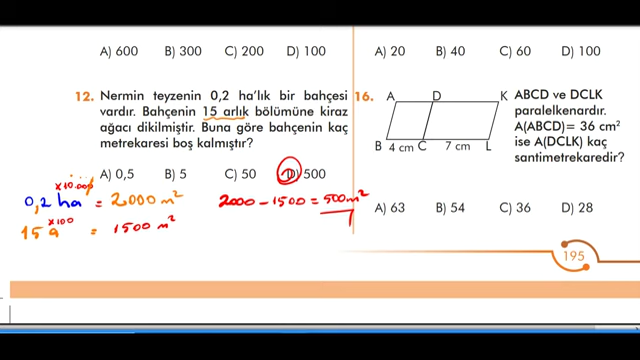 A) 600 B) 300 C) 200 D) 100
12. Nermin teyzenin 0,2 ha'lık bir bahçesi
vardır. Bahçenin 15 arlık bölümüne kiraz
ağacı dikilmiştir. Buna göre bahçenin kaç
metrekaresi boş kalmıştır?
A) 0,5 B) 5 C) 50 D) 500
x10.000
0,2 ha = 2000 m²
x100
15 a = 1500 m²
2000 - 1500 = 500m²
A) 20 B) 40 C) 60 D) 100
16.
A D K
B 4 cm C 7 cm L
ABCD ve DCLK
paralelkenardır.
A(ABCD)= 36 cm²
ise A(DCLK) kaç
santimetrekaredir?
A) 63 B) 54 C) 36 D) 28
195